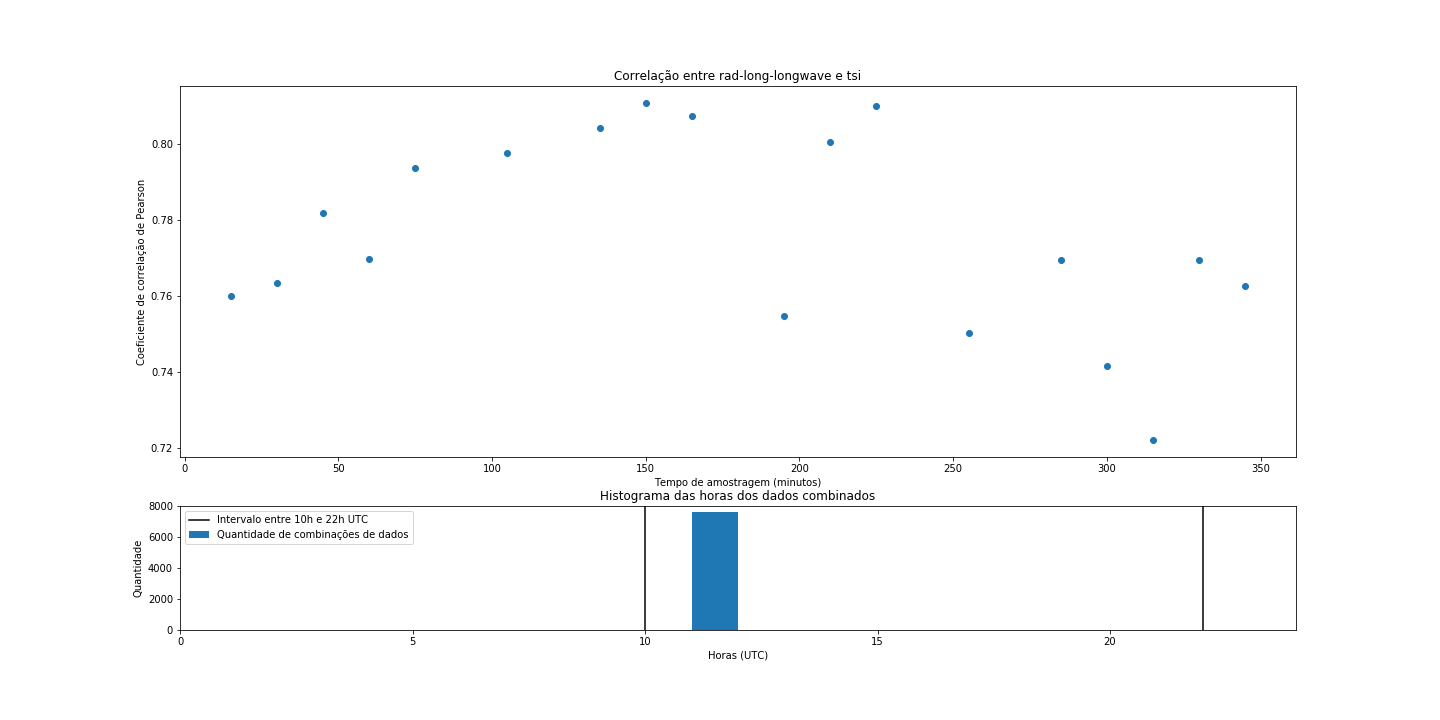 Correlação entre rad-long-longwave e tsi
Coeficiente de correlação de Pearson
0.80
0.78
0.76
0.74
0.72
0 50 100 150 200 250 300 350
Tempo de amostragem (minutos)
Histograma das horas dos dados combinados
Quantidade
8000
6000
4000
2000
0
Intervalo entre 10h e 22h UTC
Quantidade de combinações de dados
0 5 10 15 20
Horas (UTC)